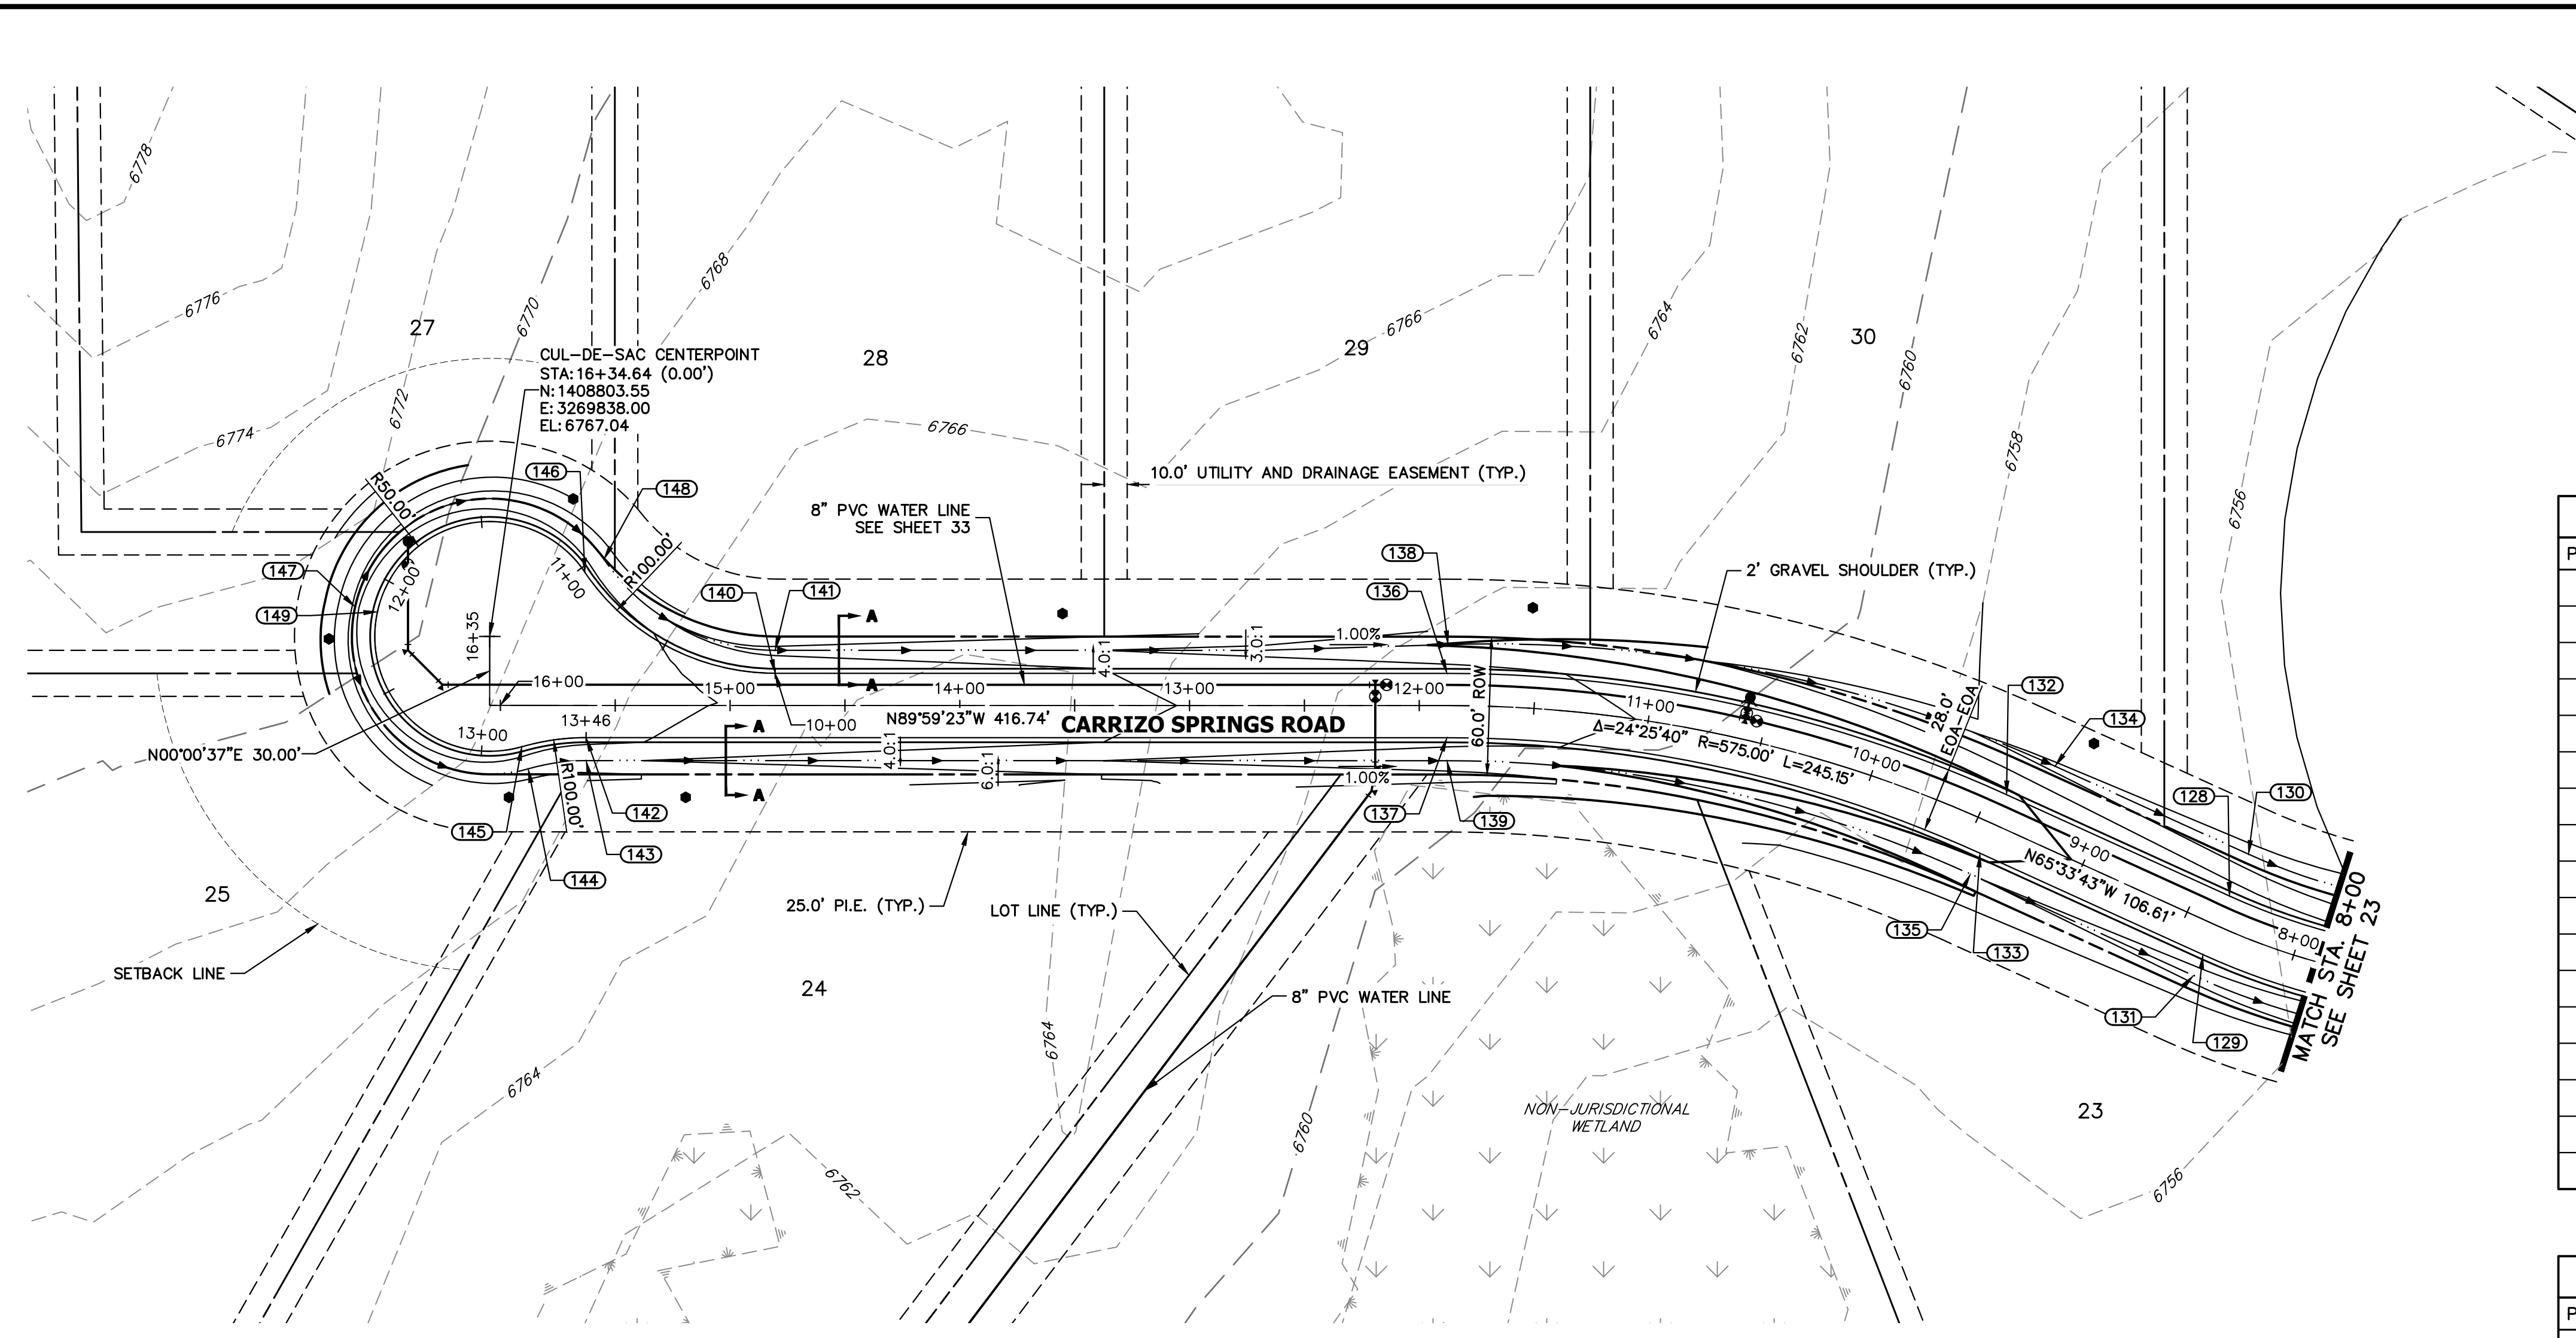 6778
6776
6774
6772
6770
6768
6766
6766
6764
6762
6760
6758
6756
27
28
29
30
CUL-DE-SAC CENTERPOINT
STA: 16+34.64 (0.00')
N: 1408803.55
E: 3269838.00
EL: 6767.04
146
148
R50.00'
R100.00'
8" PVC WATER LINE
SEE SHEET 33
10.0' UTILITY AND DRAINAGE EASEMENT (TYP.)
138
136
2' GRAVEL SHOULDER (TYP.)
147
149
140
141
A
A
11+00
12+00
16+35
16+00
15+00
14+00
13+00
12+00
11+00
10+00
9+00
8+00
13+00
13+46
10+00
4.0:1
3.0:1
1.00%
60.0' ROW
N89°59'23"W 416.74'
CARRIZO SPRINGS ROAD
Δ=24°25'40" R=575.00' L=245.15'
28.0'
EOA-EOA
132
134
128
130
N00°00'37"E 30.00'
A
A
4.0:1
6.0:1
1.00%
R100.00'
145
142
143
144
137
139
N65°33'43"W 106.61'
135
133
131
129
MATCH STA. 8+00
SEE SHEET 23
25
SETBACK LINE
25.0' P.I.E. (TYP.)
LOT LINE (TYP.)
24
8" PVC WATER LINE
6764
6764
6762
6760
NON-JURISDICTIONAL
WETLAND
23
6756
P
P